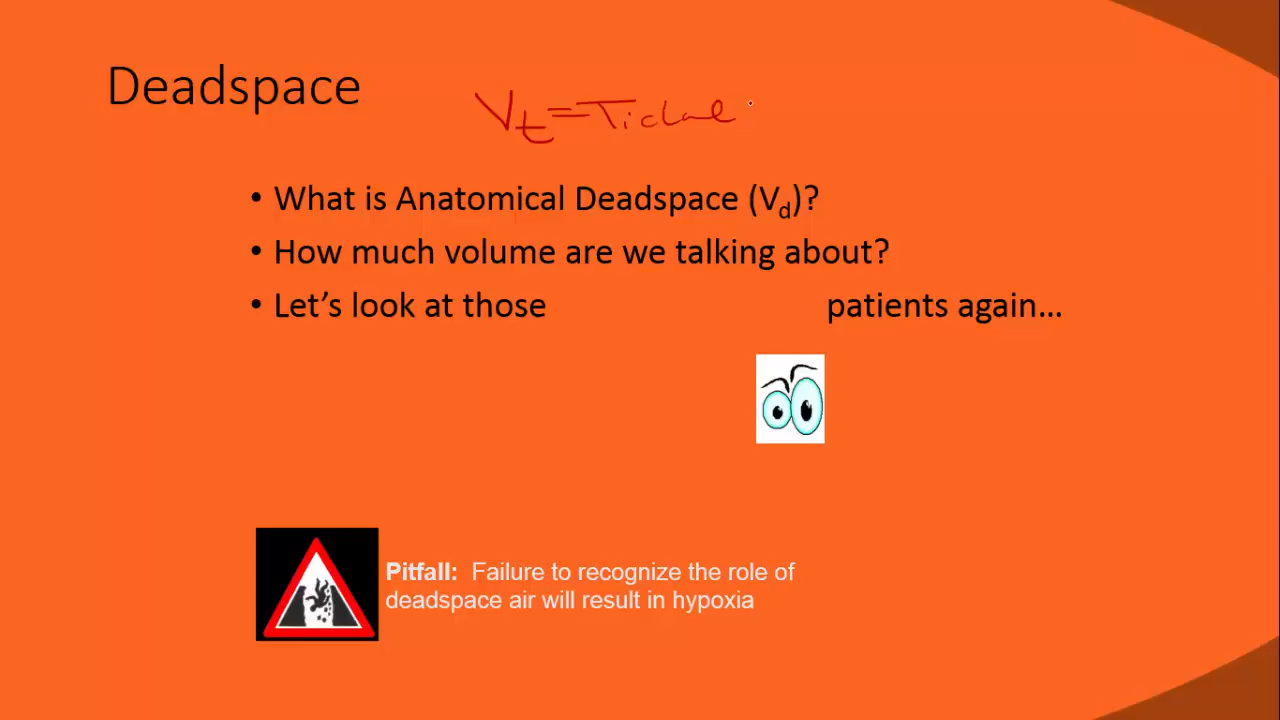 Deadspace
Vt = Tidal
• What is Anatomical Deadspace (Vd)?
• How much volume are we talking about?
• Let’s look at those patients again…
Pitfall: Failure to recognize the role of
deadspace air will result in hypoxia